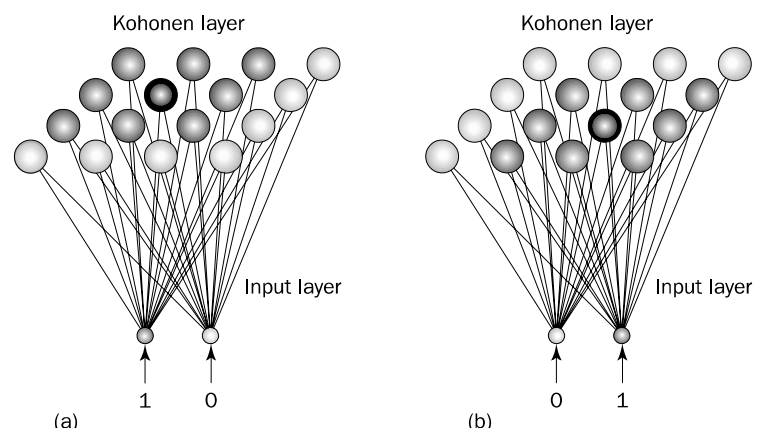 Kohonen layer
Input layer
1 0
(a)
Kohonen layer
Input layer
0 1
(b)